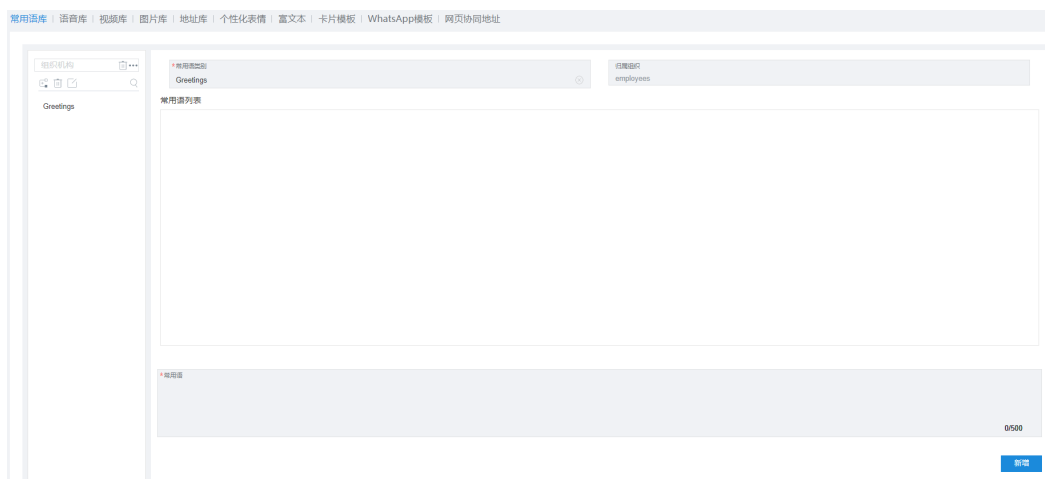 常用语库 | 语音库 | 视频库 | 图片库 | 地址库 | 个性化表情 | 富文本 | 卡片模板 | WhatsApp模板 | 网页协同地址
组织机构
Greetings
*常用语类别
Greetings
归属组织
employees
常用语列表
*常用语
0/500
新增